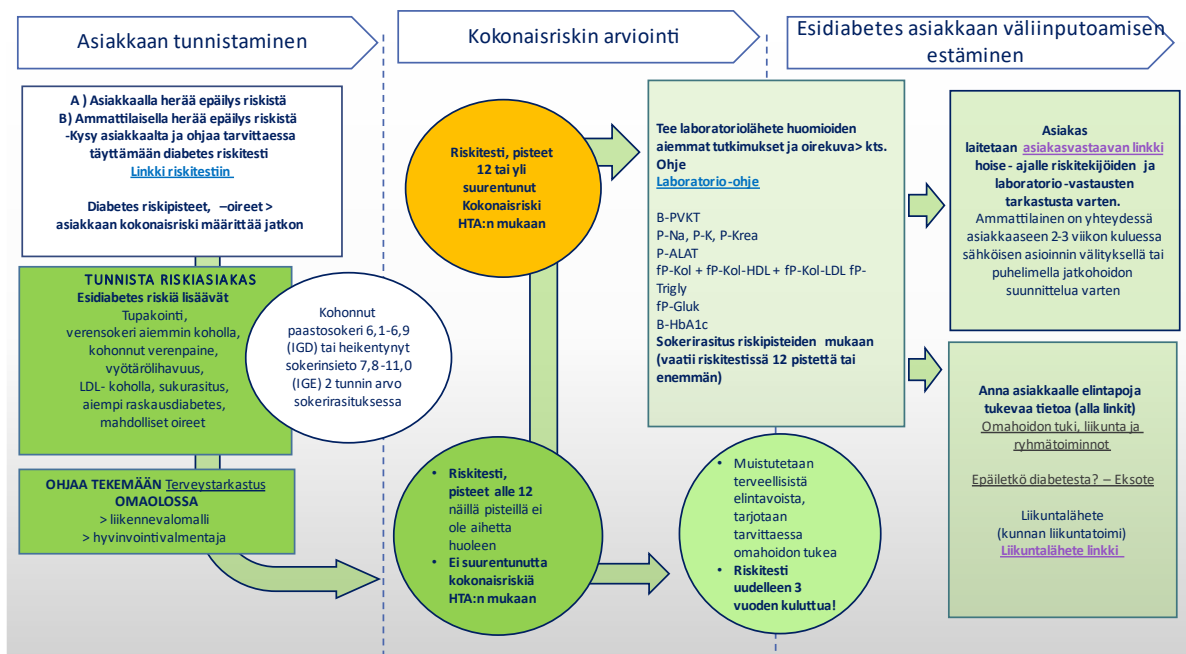 Asiakkaan tunnistaminen
Kokonaisriskin arviointi
Esidiabetes asiakkaan väliinputoamisen
estäminen
A ) Asiakkaalla herää epäilys riskistä
B) Ammattilaisella herää epäilys riskistä
-Kysy asiakkaalta ja ohjaa tarvittaessa
täyttämään diabetes riskitesti
Linkki riskitestiin
Diabetes riskipisteet, –oireet >
asiakkaan kokonaisriski määrittää jatkon
TUNNISTA RISKIASIAKAS
Esidiabetes riskiä lisäävät
Tupakointi,
verensokeri aiemmin koholla,
kohonnut verenpaine,
vyötärölihavuus,
LDL- koholla, sukurasitus,
aiempi raskausdiabetes,
mahdolliset oireet
OHJAA TEKEMÄÄN Terveystarkastus
OMAOLOSSA
> liikennevalomalli
> hyvinvointivalmentaja
Kohonnut
paastosokeri 6,1-6,9
(IGD) tai heikentynyt
sokerinsieto 7,8-11,0
(IGE) 2 tunnin arvo
sokerirasituksessa
Riskitesti, pisteet
12 tai yli
suurentunut
Kokonaisriski
HTA:n mukaan
• Riskitesti,
pisteet alle 12
näillä pisteillä ei
ole aihetta
huoleen
• Ei suurentunutta
kokonaisriskiä
HTA:n mukaan
Tee laboratoriolähete huomioiden
aiemmat tutkimukset ja oirekuva> kts.
Ohje
Laboratorio-ohje
B-PVKT
P-Na, P-K, P-Krea
P-ALAT
fP-Kol + fP-Kol-HDL + fP-Kol-LDL fP-
Trigly
fP-Gluk
B-HbA1c
Sokerirasitus riskipisteiden mukaan
(vaatii riskitestissä 12 pistettä tai
enemmän)
• Muistutetaan
terveellisistä
elintavoista,
tarjotaan
tarvittaessa
omahoidon tukea
• Riskitesti
uudelleen 3
vuoden kuluttua!
Asiakas
laitetaan asiakasvastaavan linkki
hoise - ajalle riskitekijöiden ja
laboratorio -vastausten
tarkastusta varten.
Ammattilainen on yhteydessä
asiakkaaseen 2-3 viikon kuluessa
sähköisen asioinnin välityksellä tai
puhelimella jatkohoidon
suunnittelua varten
Anna asiakkaalle elintapoja
tukevaa tietoa (alla linkit)
Omahoidon tuki, liikunta ja
ryhmätoiminnot
Epäiletkö diabetesta? – Eksote
Liikuntalähete
(kunnan liikuntatoimi)
Liikuntalähete linkki